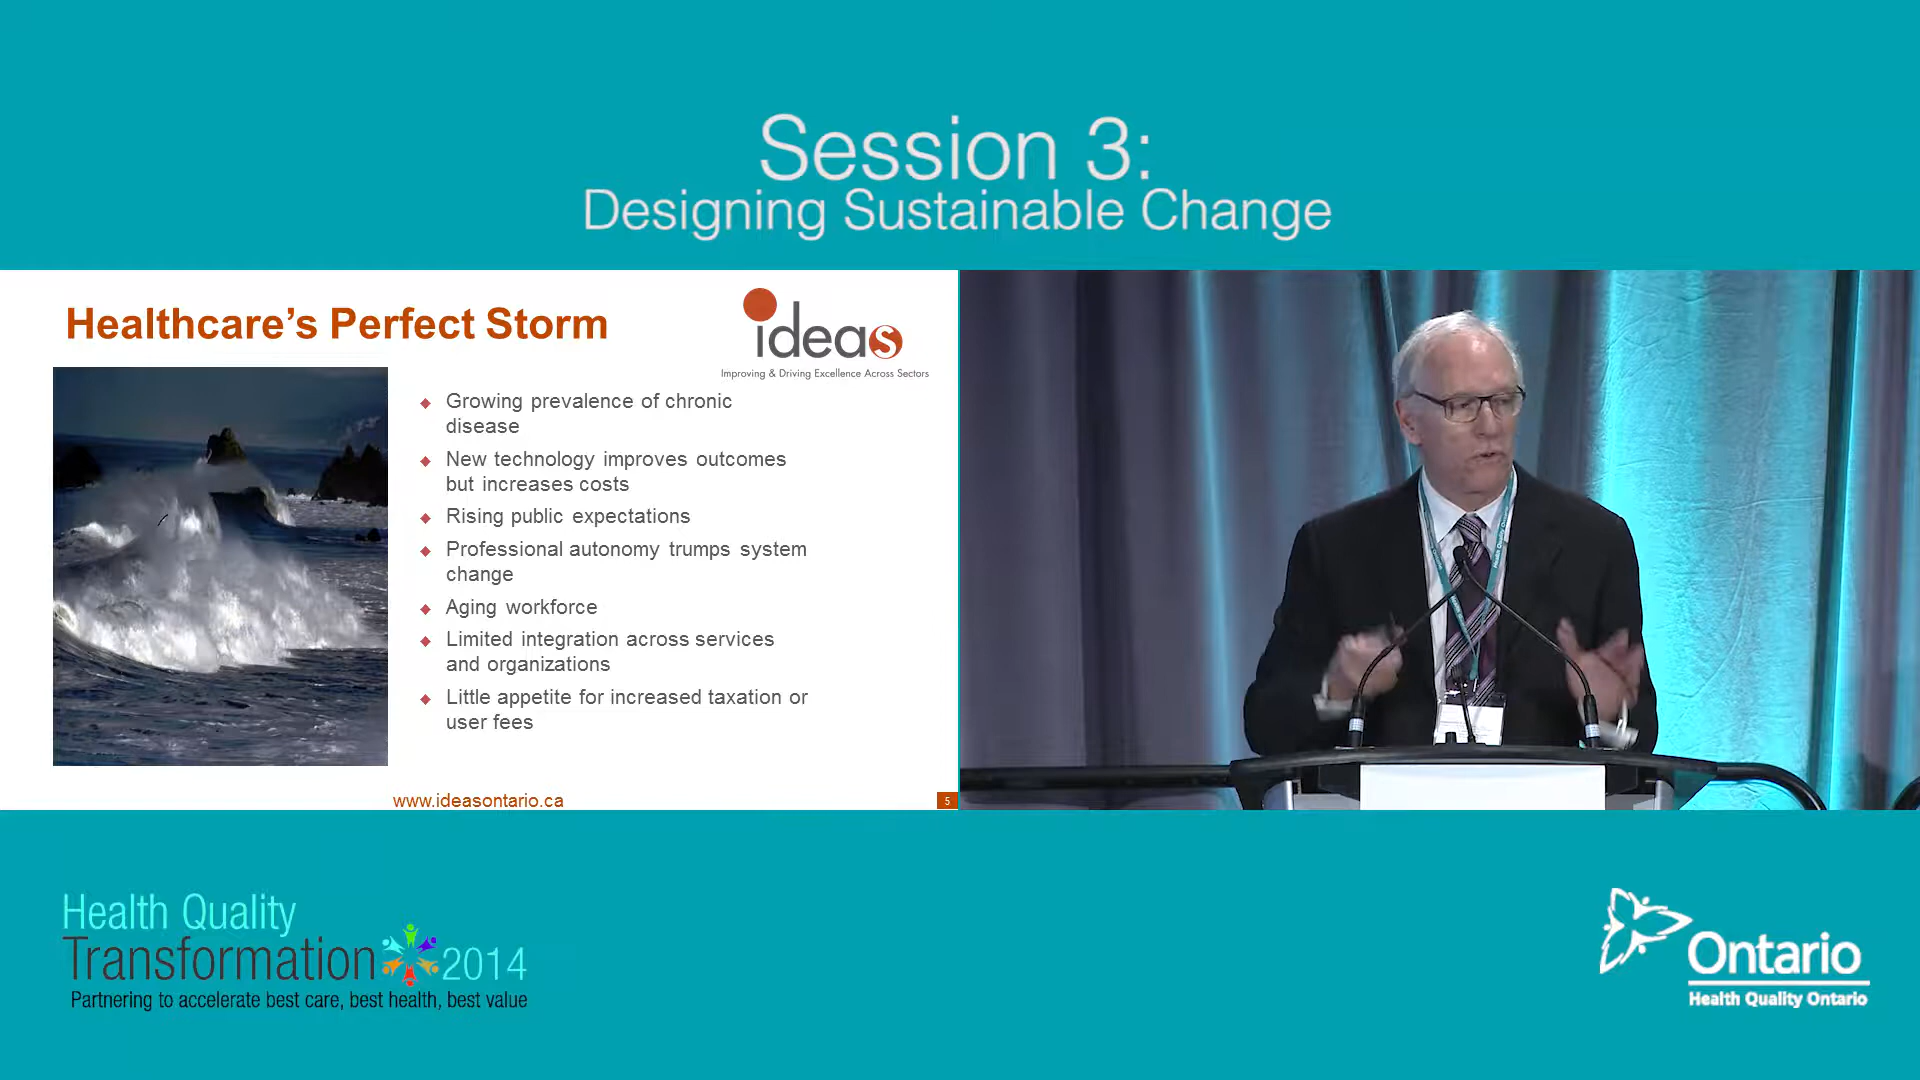 Session 3:
Designing Sustainable Change
Healthcare's Perfect Storm
ideas
Improving & Driving Excellence Across Sectors
Growing prevalence of chronic
disease
New technology improves outcomes
but increases costs
Rising public expectations
Professional autonomy trumps system
change
Aging workforce
Limited integration across services
and organizations
Little appetite for increased taxation or
user fees
www.ideasontario.ca
5
Health Quality
Transformation 2014
Partnering to accelerate best care, best health, best value
Ontario
Health Quality Ontario